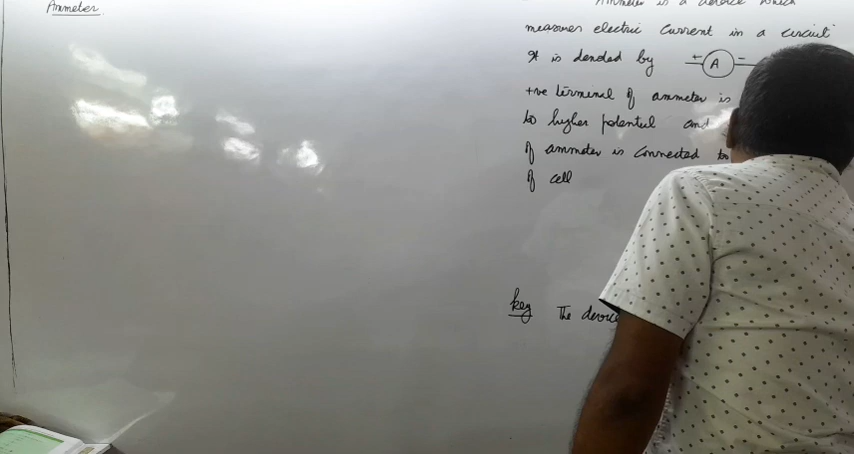 Ammeter
Ammeter is a device which
measures electric current in a circuit
It is denoted by + A -
+ve terminal of ammeter is
to higher potential and
of ammeter is connected to
of cell
key The device